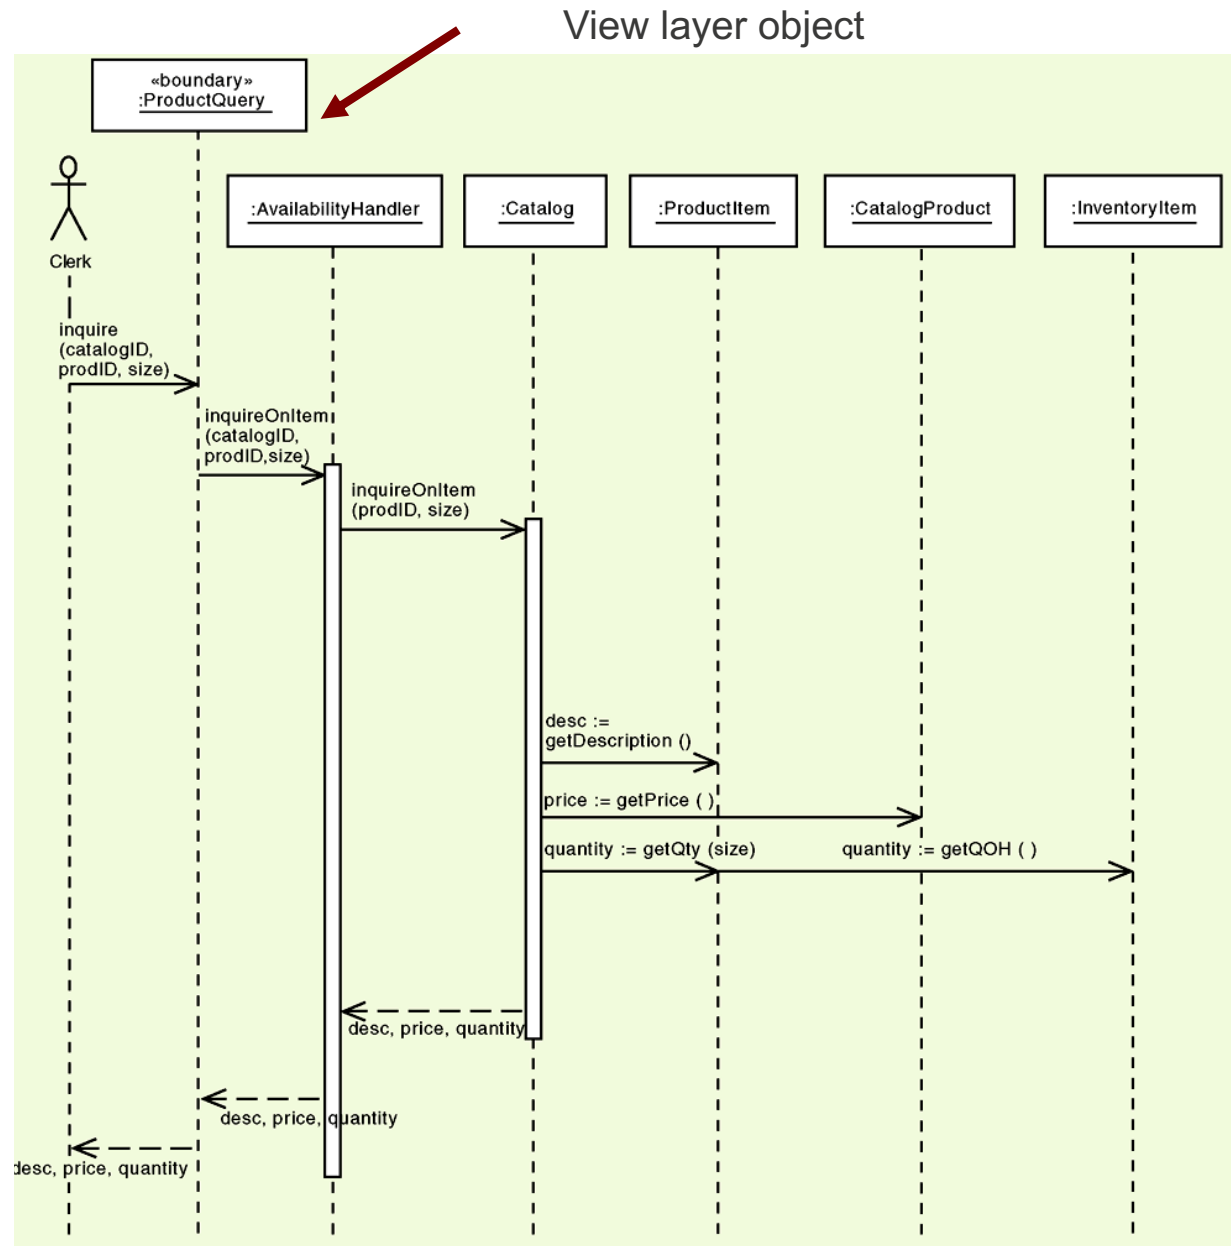 View layer object
«boundary»
:ProductQuery
Clerk
:AvailabilityHandler
:Catalog
:ProductItem
:CatalogProduct
:InventoryItem
inquire
(catalogID,
prodID, size)
inquireOnItem
(catalogID,
prodID,size)
inquireOnItem
(prodID, size)
desc :=
getDescription ()
price := getPrice ( )
quantity := getQty (size)
quantity := getQOH ( )
desc, price, quantity
desc, price, quantity
desc, price, quantity